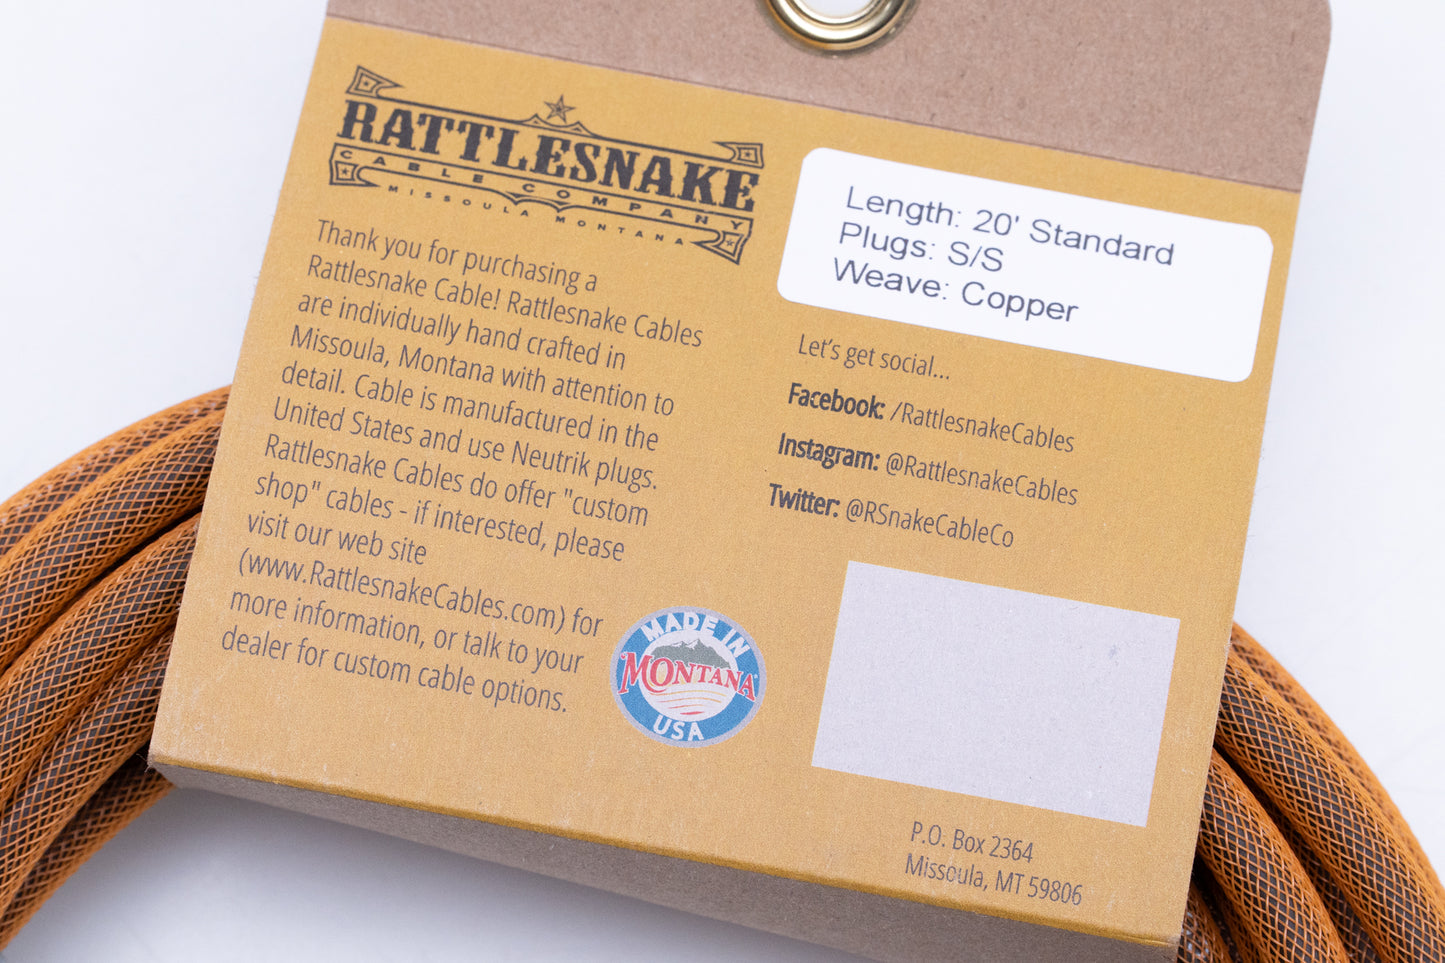 RATTLESNAKE
CABLE COMPANY
MISSOULA MONTANA
Thank you for purchasing a
Rattlesnake Cable! Rattlesnake Cables
are individually hand crafted in
Missoula, Montana with attention to
detail. Cable is manufactured in the
United States and use Neutrik plugs.
Rattlesnake Cables do offer "custom
shop" cables - if interested, please
visit our web site
(www.RattlesnakeCables.com) for
more information, or talk to your
dealer for custom cable options.
MADE IN
MONTANA
USA
Length: 20' Standard
Plugs: S/S
Weave: Copper
Let's get social...
Facebook: /RattlesnakeCables
Instagram: @RattlesnakeCables
Twitter: @RSnakeCableCo
P.O. Box 2364
Missoula, MT 59806